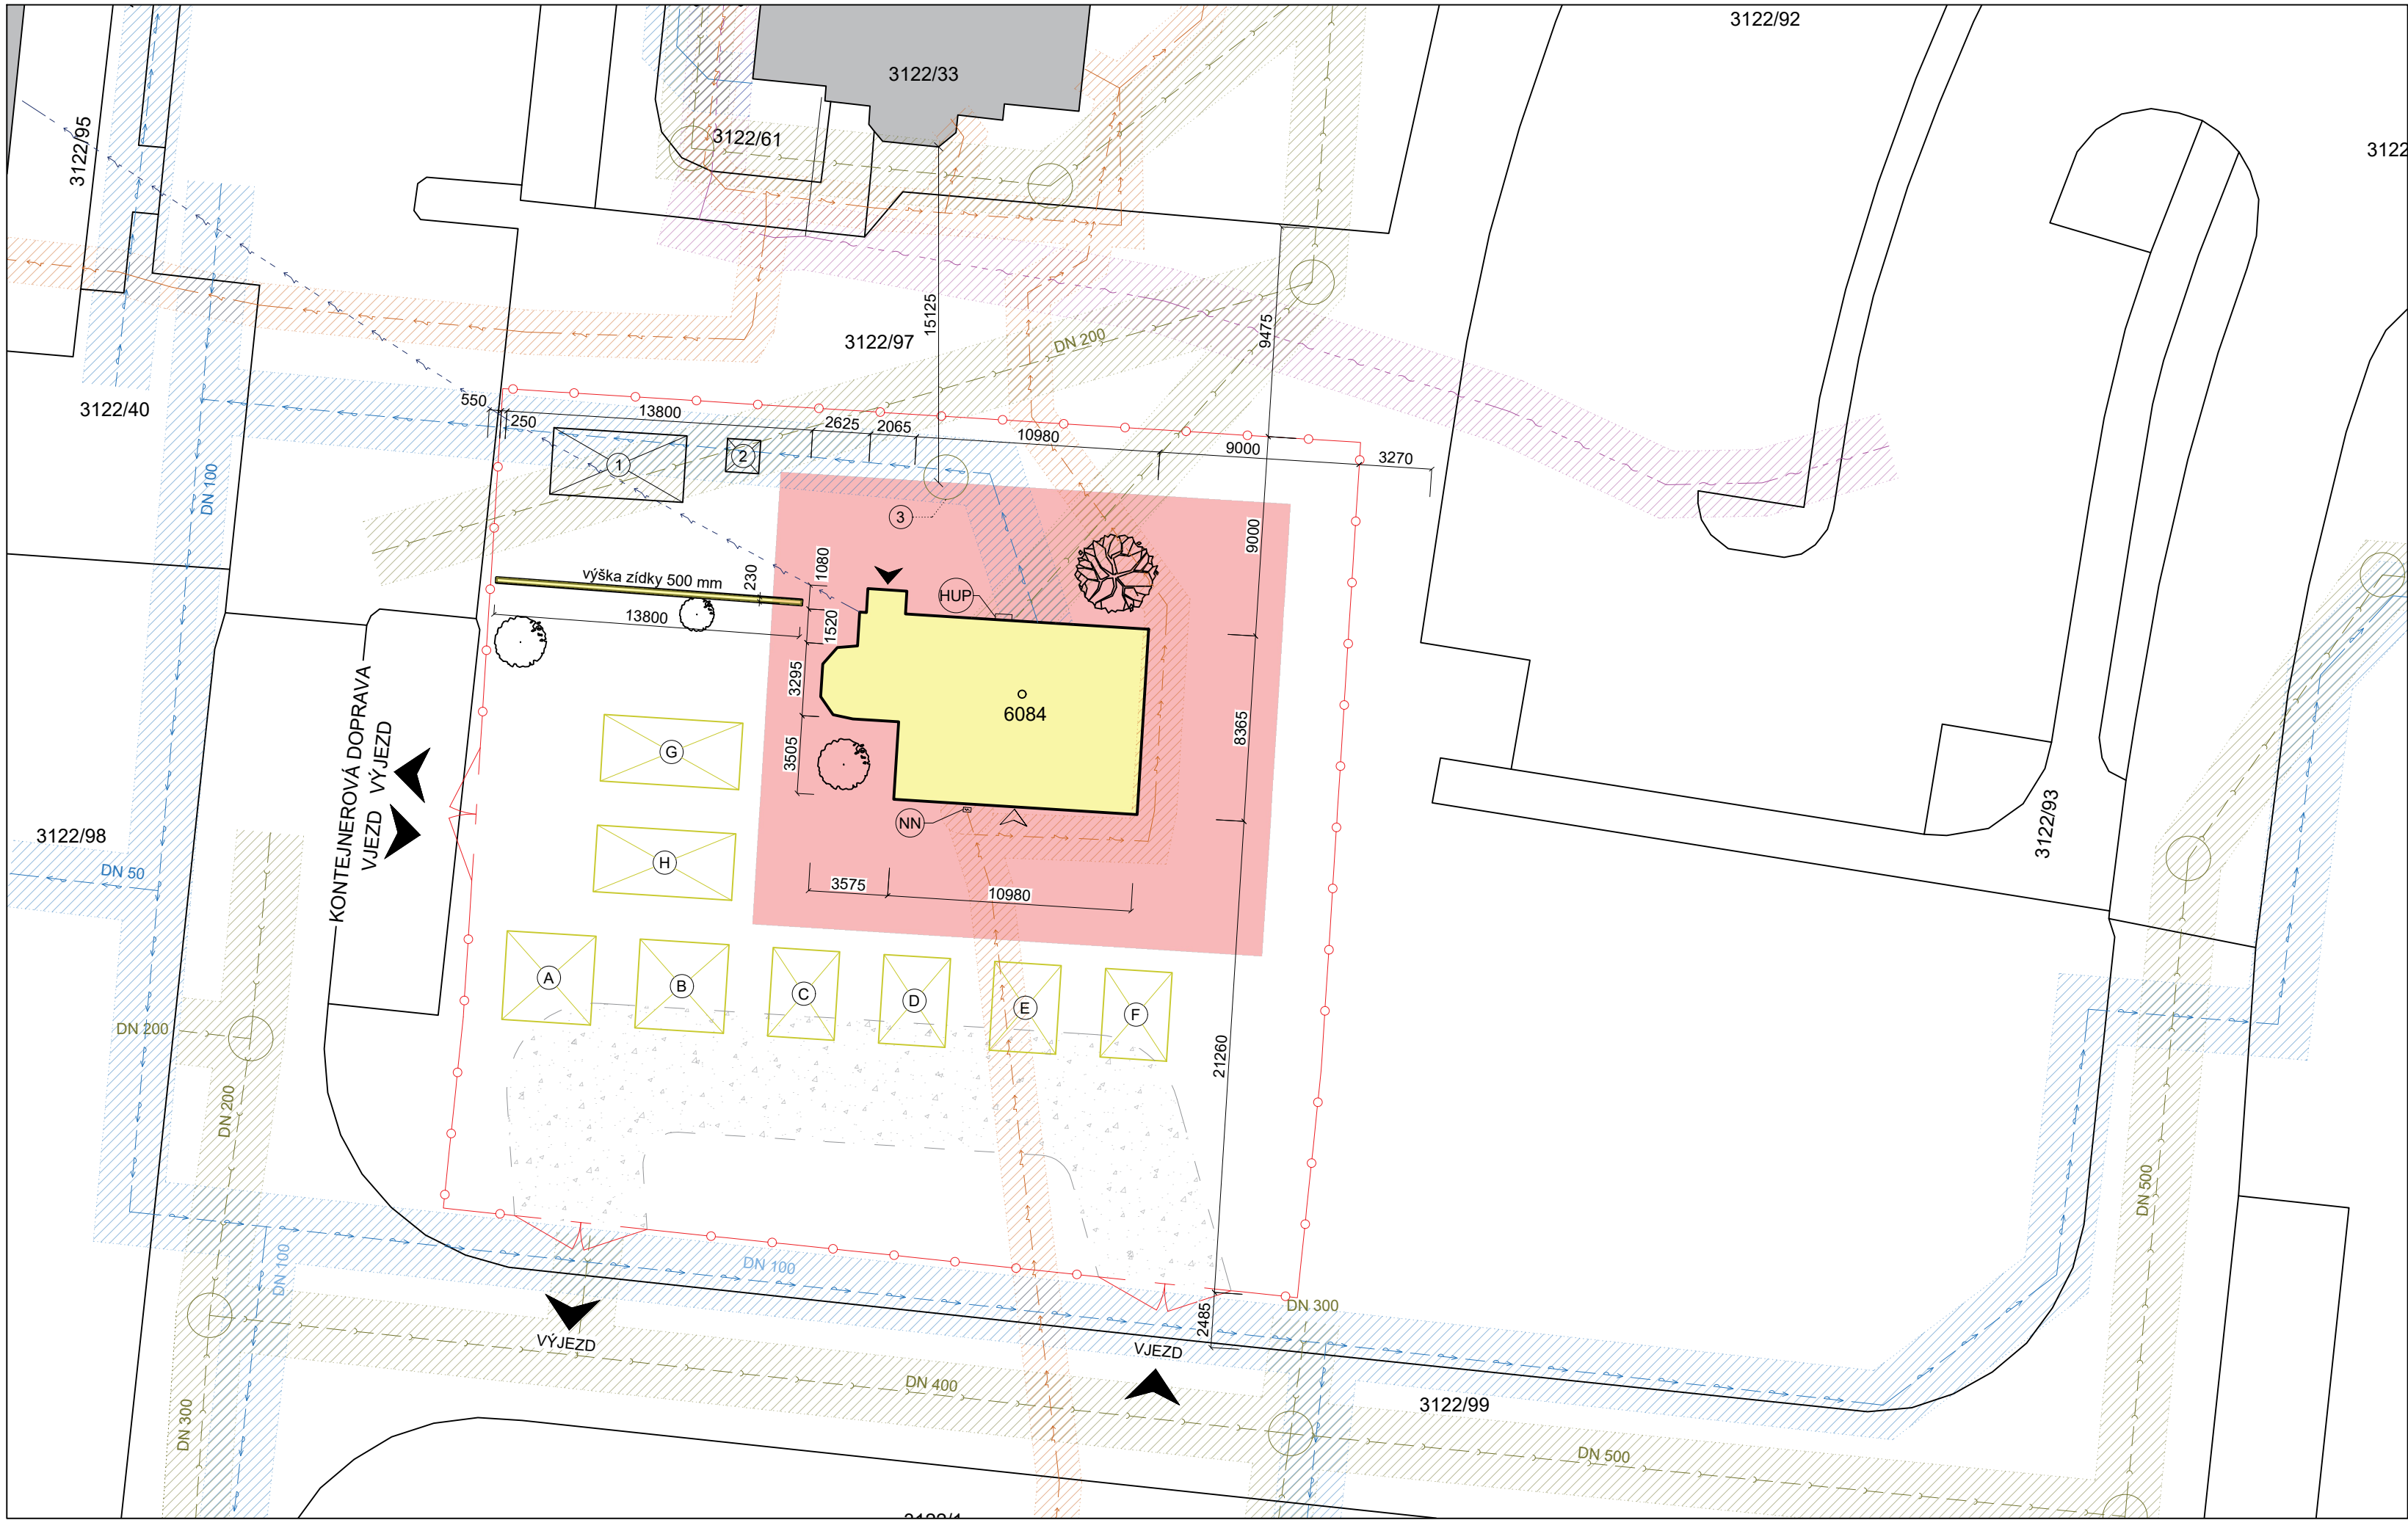 3122/92
3122/33
3122/61
3122/95
3122
15125
9475
3122/97
DN 200
3122/40
550
250
13800
2625
2065
10980
9000
3270
1
2
3
DN 100
výška zídky 500 mm
230
1080
13800
1520
HUP
9000
3295
6084
8365
3505
G
NN
KONTEJNEROVÁ DOPRAVA
VJEZD VÝJEZD
3122/98
DN 50
H
3575
10980
3122/93
A
B
C
D
E
F
DN 200
DN 200
21260
DN 500
DN 100
DN 100
DN 300
2485
VÝJEZD
VJEZD
DN 400
DN 300
3122/99
DN 500